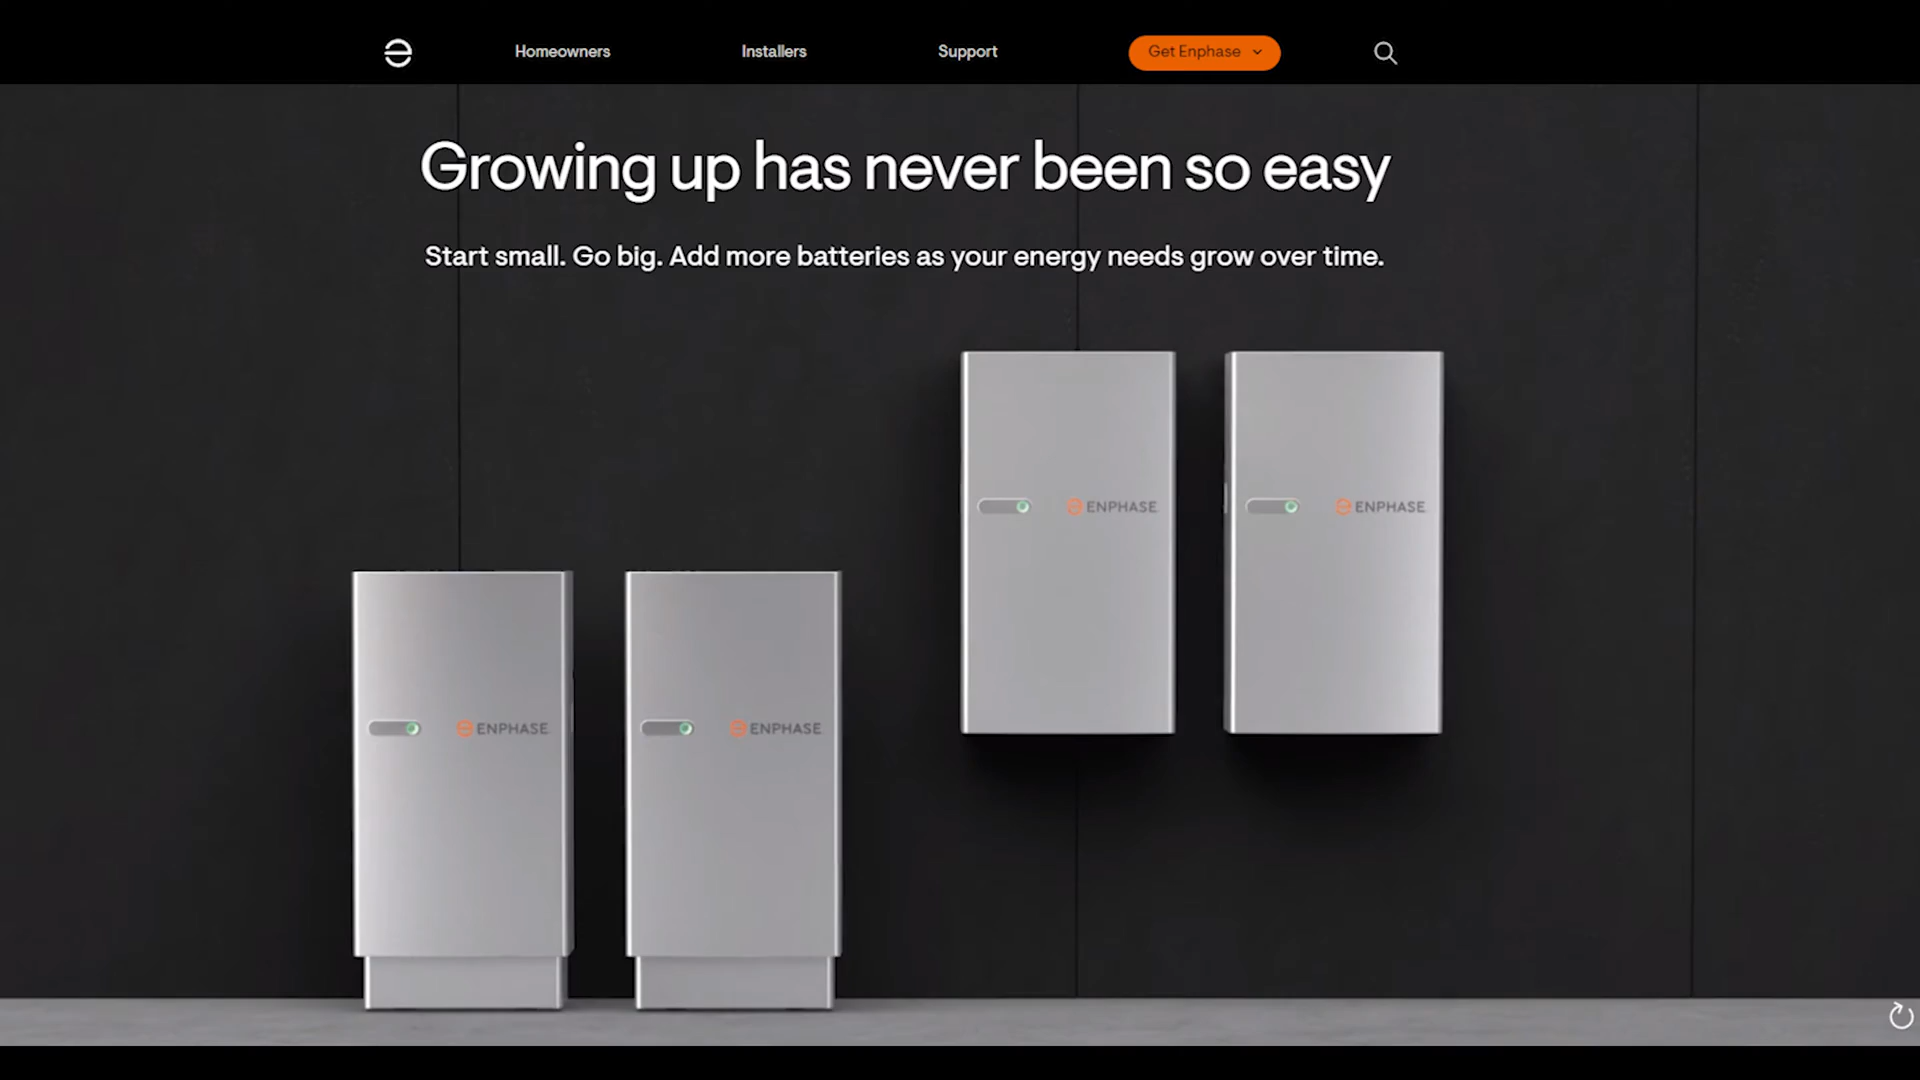 Homeowners
Installers
Support
Get Enphase
Growing up has never been so easy
Start small. Go big. Add more batteries as your energy needs grow over time.
ENPHASE
ENPHASE
ENPHASE
ENPHASE